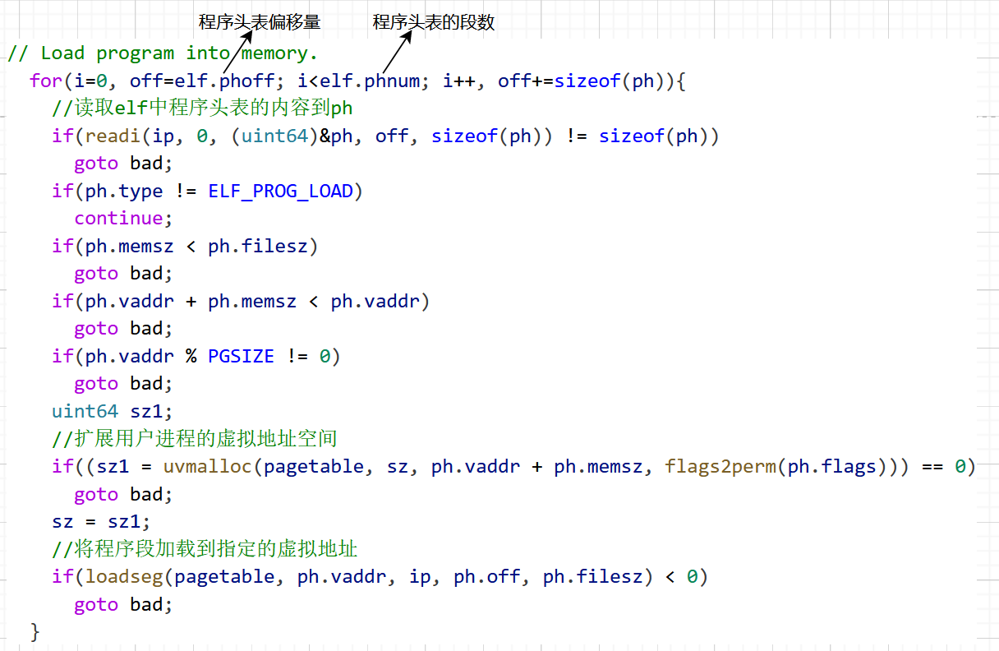 程序头表偏移量 程序头表的段数
// Load program into memory.
for(i=0, off=elf.phoff; i<elf.phnum; i++, off+=sizeof(ph)){
//读取elf中程序头表的内容到ph
if(readi(ip, 0, (uint64)&ph, off, sizeof(ph)) != sizeof(ph))
goto bad;
if(ph.type != ELF_PROG_LOAD)
continue;
if(ph.memsz < ph.filesz)
goto bad;
if(ph.vaddr + ph.memsz < ph.vaddr)
goto bad;
if(ph.vaddr % PGSIZE != 0)
goto bad;
uint64 sz1;
//扩展用户进程的虚拟地址空间
if((sz1 = uvmalloc(pagetable, sz, ph.vaddr + ph.memsz, flags2perm(ph.flags))) == 0)
goto bad;
sz = sz1;
//将程序段加载到指定的虚拟地址
if(loadseg(pagetable, ph.vaddr, ip, ph.off, ph.filesz) < 0)
goto bad;
}